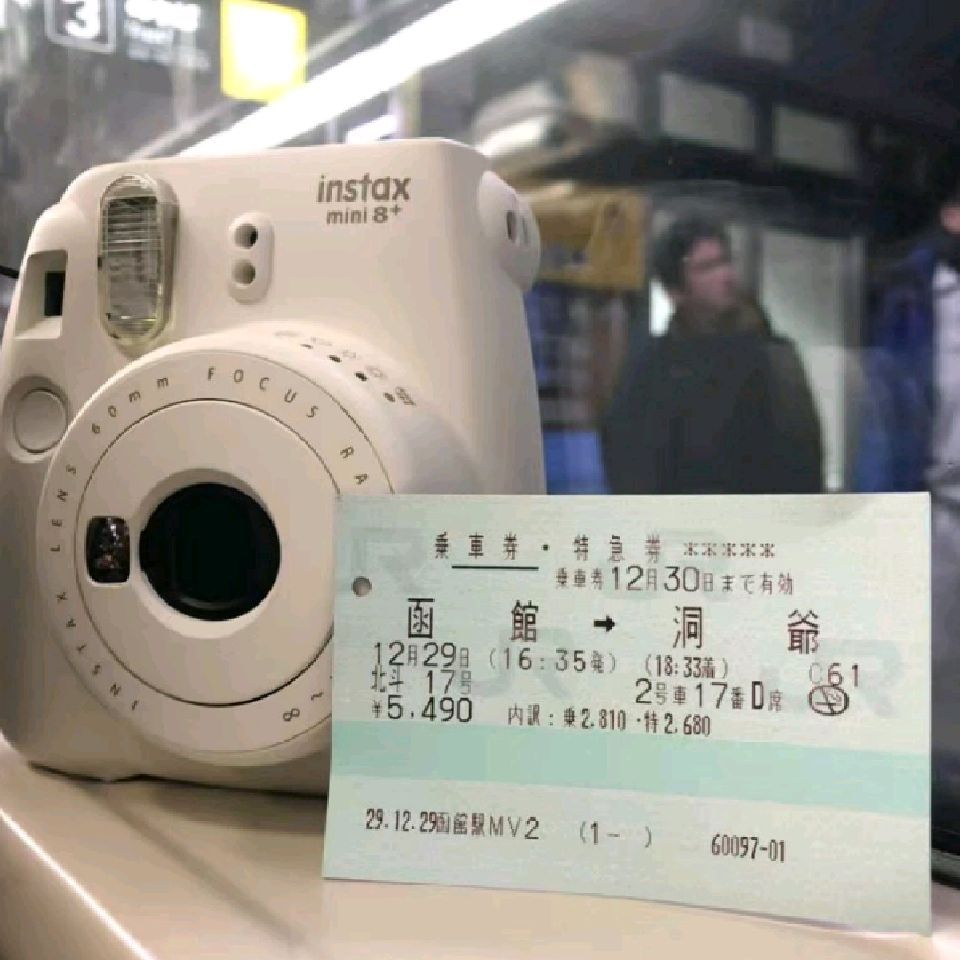 3
instax
mini 8+
60mm FOCUS RA
INSTAX LENS
∞
乗車券・特急券 ＊＊＊＊＊
乗車券12月30日まで有効
函館 → 洞爺
12月29日 (16:35発) (18:33着) C61
北斗 17号 2号車17番D席
¥5,490 内訳：乗2,810・特2,680
29.12.29函館駅MV2 (1- ) 60097-01